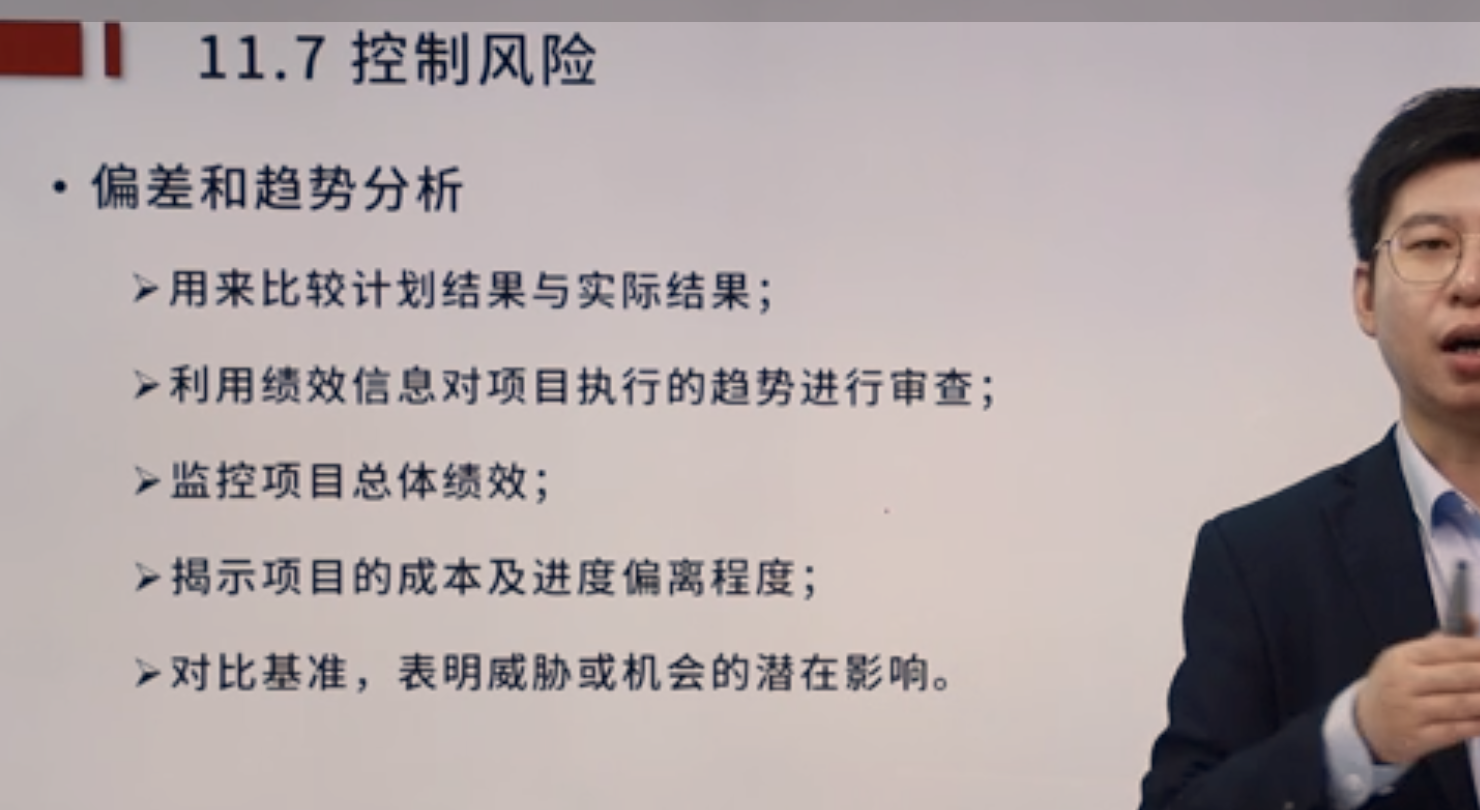 11.7 控制风险
• 偏差和趋势分析
➢用来比较计划结果与实际结果；
➢利用绩效信息对项目执行的趋势进行审查；
➢监控项目总体绩效；
➢揭示项目的成本及进度偏离程度；
➢对比基准，表明威胁或机会的潜在影响。